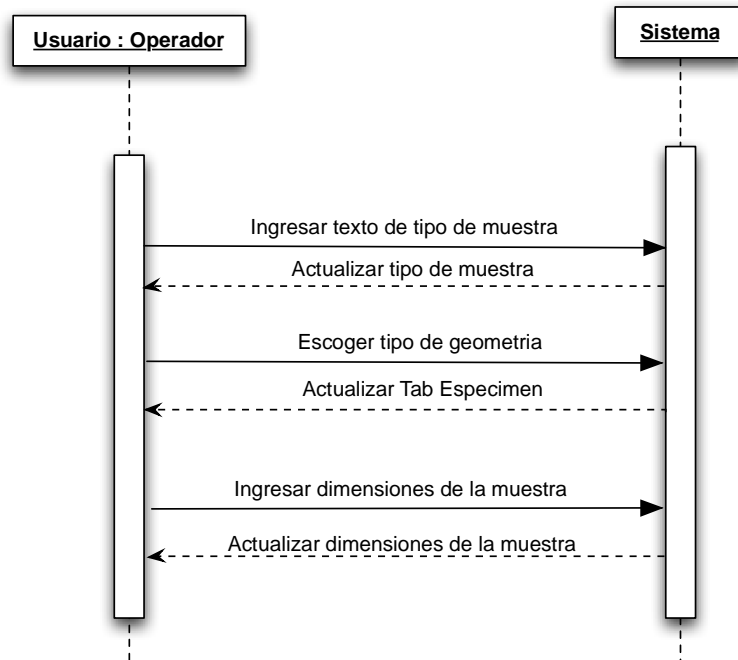 Usuario : Operador
Sistema
Ingresar texto de tipo de muestra
Actualizar tipo de muestra
Escoger tipo de geometria
Actualizar Tab Especimen
Ingresar dimensiones de la muestra
Actualizar dimensiones de la muestra